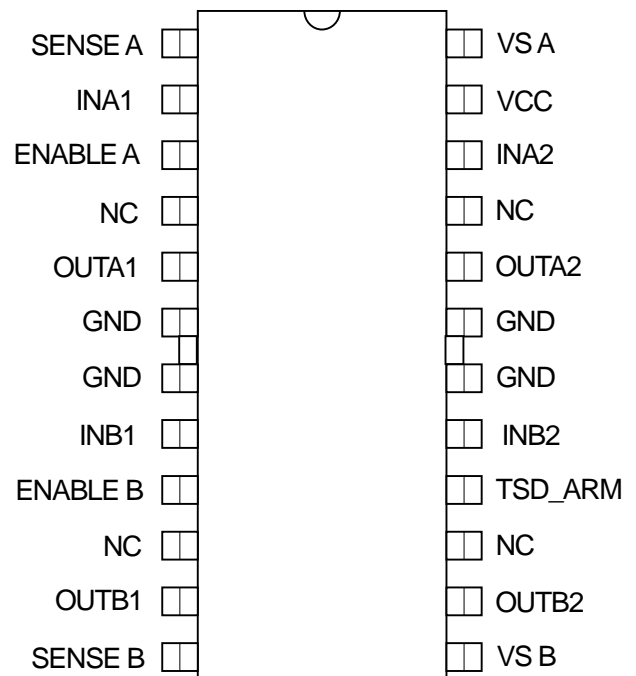 SENSE A VS A
INA1 VCC
ENABLE A INA2
NC NC
OUTA1 OUTA2
GND GND
GND GND
INB1 INB2
ENABLE B TSD_ARM
NC NC
OUTB1 OUTB2
SENSE B VS B